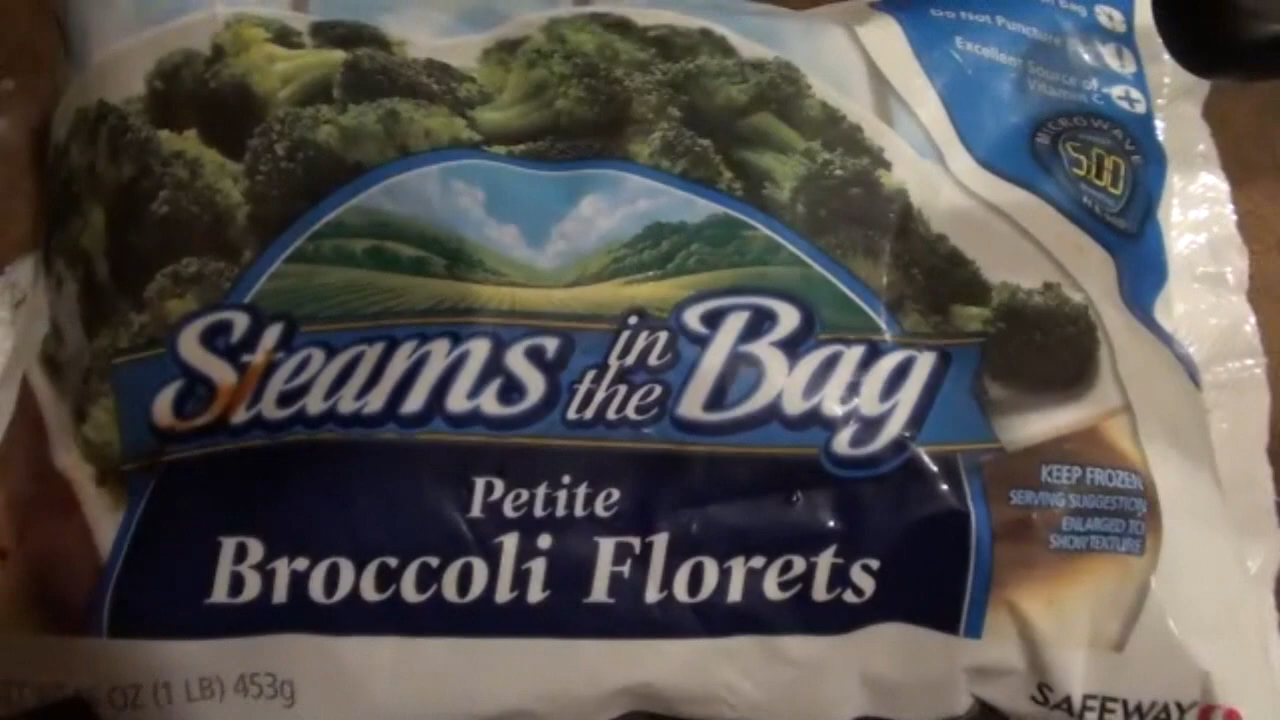 Bag
Do Not Puncture
Excellent Source of
Vitamin C
MICROWAVE
5:00
Steams in the Bag
Petite
Broccoli Florets
KEEP FROZEN
SERVING SUGGESTION
ENLARGED TO
SHOW TEXTURE
OZ (1 LB) 453g
SAFEWAY